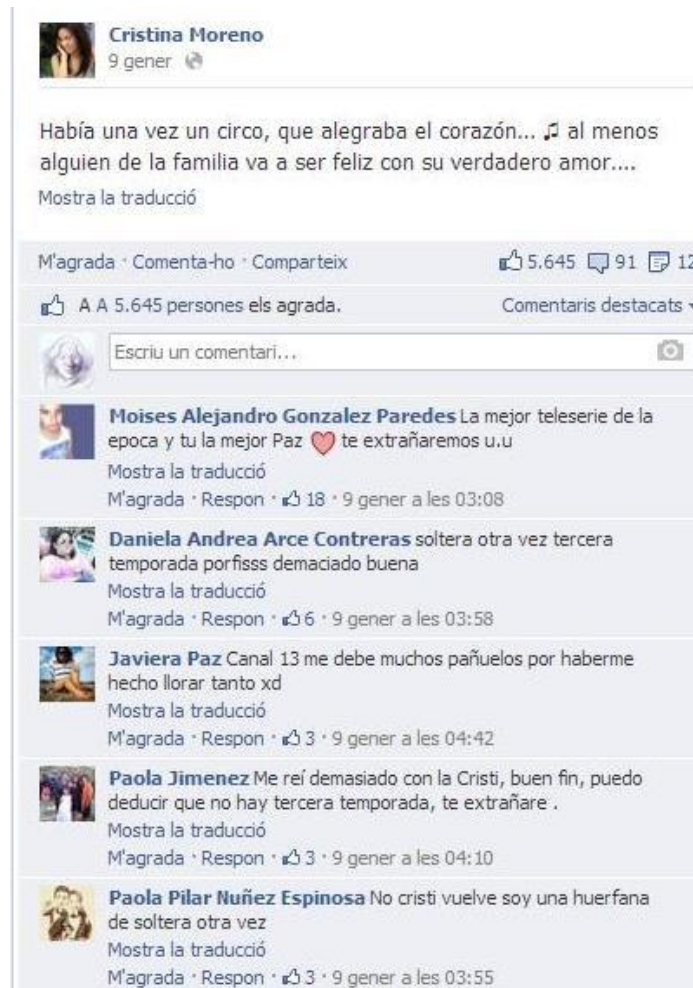 Cristina Moreno
9 gener
Había una vez un circo, que alegraba el corazón... ♫ al menos
alguien de la familia va a ser feliz con su verdadero amor....
Mostra la traducció
M'agrada · Comenta-ho · Comparteix 5.645 91 12
A A 5.645 persones els agrada. Comentaris destacats
Escriu un comentari...
Moises Alejandro Gonzalez Paredes La mejor teleserie de la
epoca y tu la mejor Paz ♥ te extrañaremos u.u
Mostra la traducció
M'agrada · Respon · 18 · 9 gener a les 03:08
Daniela Andrea Arce Contreras soltera otra vez tercera
temporada porfisss demaciado buena
Mostra la traducció
M'agrada · Respon · 6 · 9 gener a les 03:58
Javiera Paz Canal 13 me debe muchos pañuelos por haberme
hecho llorar tanto xd
Mostra la traducció
M'agrada · Respon · 3 · 9 gener a les 04:42
Paola Jimenez Me reí demasiado con la Cristi, buen fin, puedo
deducir que no hay tercera temporada, te extrañare .
Mostra la traducció
M'agrada · Respon · 3 · 9 gener a les 04:10
Paola Pilar Nuñez Espinosa No cristi vuelve soy una huerfana
de soltera otra vez
Mostra la traducció
M'agrada · Respon · 3 · 9 gener a les 03:55